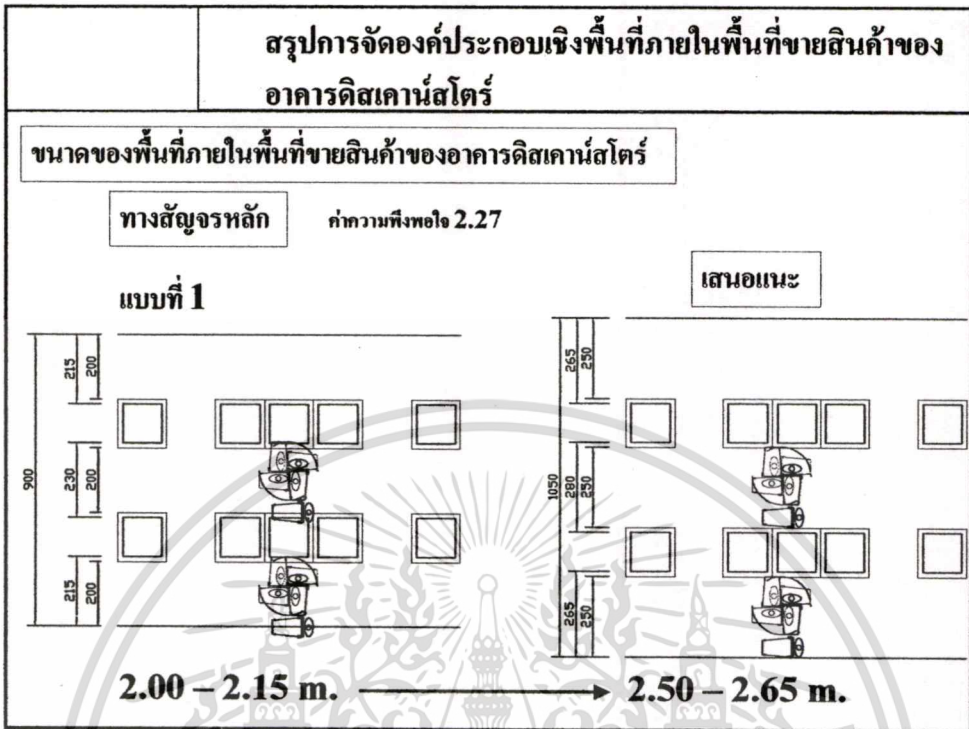 สรุปการจัดองค์ประกอบเชิงพื้นที่ภายในพื้นที่ขายสินค้าของ
อาคารดิสเคาน์สโตร์
ขนาดของพื้นที่ภายในพื้นที่ขายสินค้าของอาคารดิสเคาน์สโตร์
ทางสัญจรหลัก ค่าความพึงพอใจ 2.27
แบบที่ 1
เสนอแนะ
900
215 200
230 200
215 200
1050
265 250
280 250
265 250
2.00 – 2.15 m. 2.50 – 2.65 m.